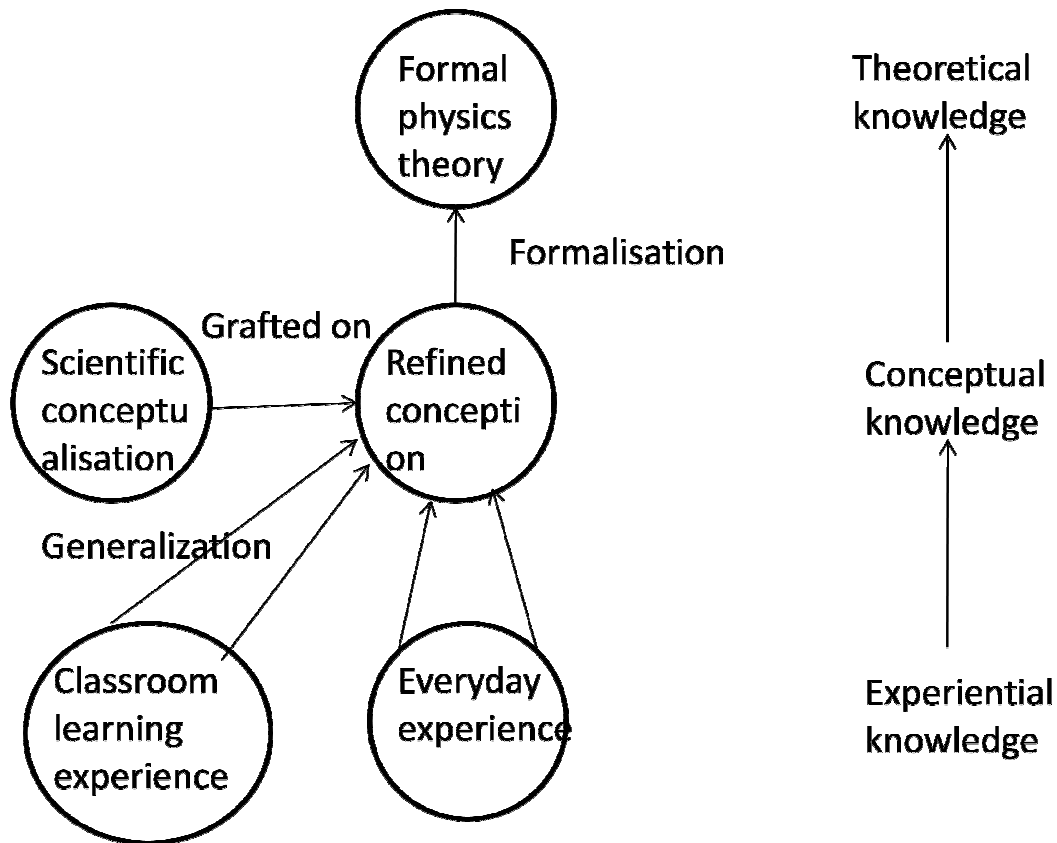 Formal
physics
theory
Theoretical
knowledge
Formalisation
Grafted on
Scientific
conceptu
alisation
Refined
concepti
on
Conceptual
knowledge
Generalization
Classroom
learning
experience
Everyday
experience
Experiential
knowledge